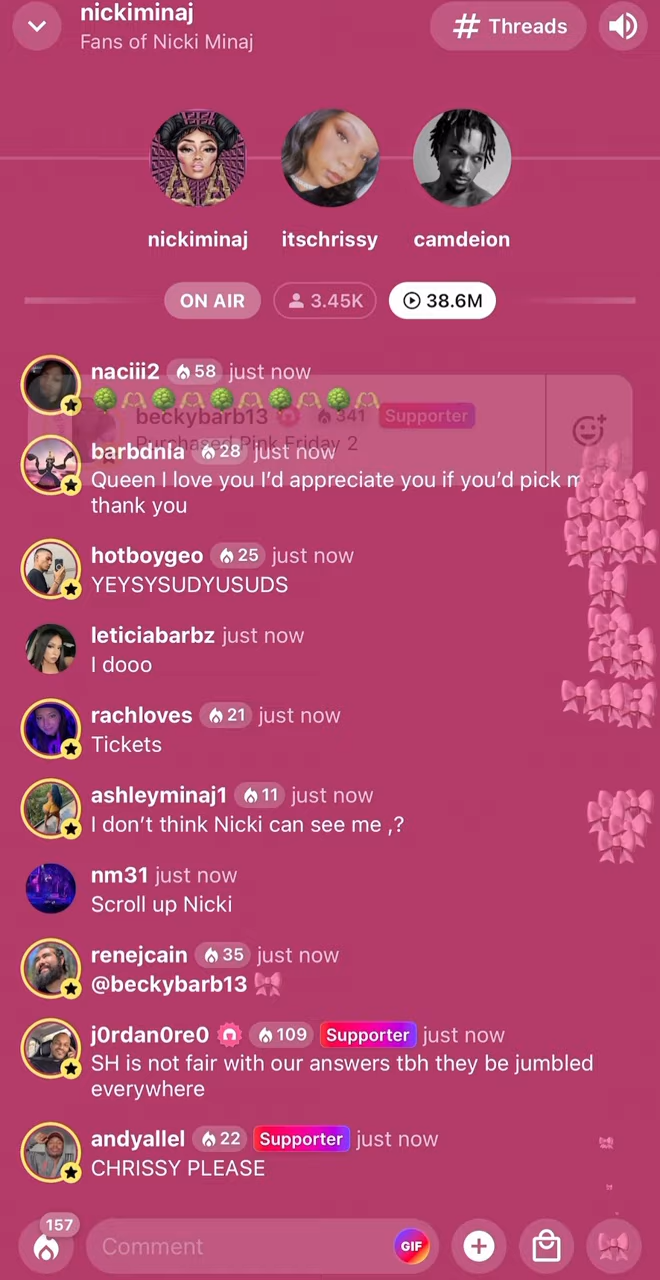 nickiminaj
Fans of Nicki Minaj
# Threads
nickiminaj
itschrissy
camdeion
ON AIR
3.45K
38.6M
naciii2 58 just now
beckybarb13 341 Supporter
Purchased Pink Friday 2
barbdnla 28 just now
Queen I love you I'd appreciate you if you'd pick
thank you
hotboygeo 25 just now
YEYSYSUDYUSUDS
leticiabarbz just now
I dooo
rachloves 21 just now
Tickets
ashleyminaj1 11 just now
I don't think Nicki can see me ,?
nm31 just now
Scroll up Nicki
renejcain 35 just now
@beckybarb13
j0rdan0re0 109 Supporter just now
SH is not fair with our answers tbh they be jumbled
everywhere
andyallel 22 Supporter just now
CHRISSY PLEASE
157
Comment
GIF